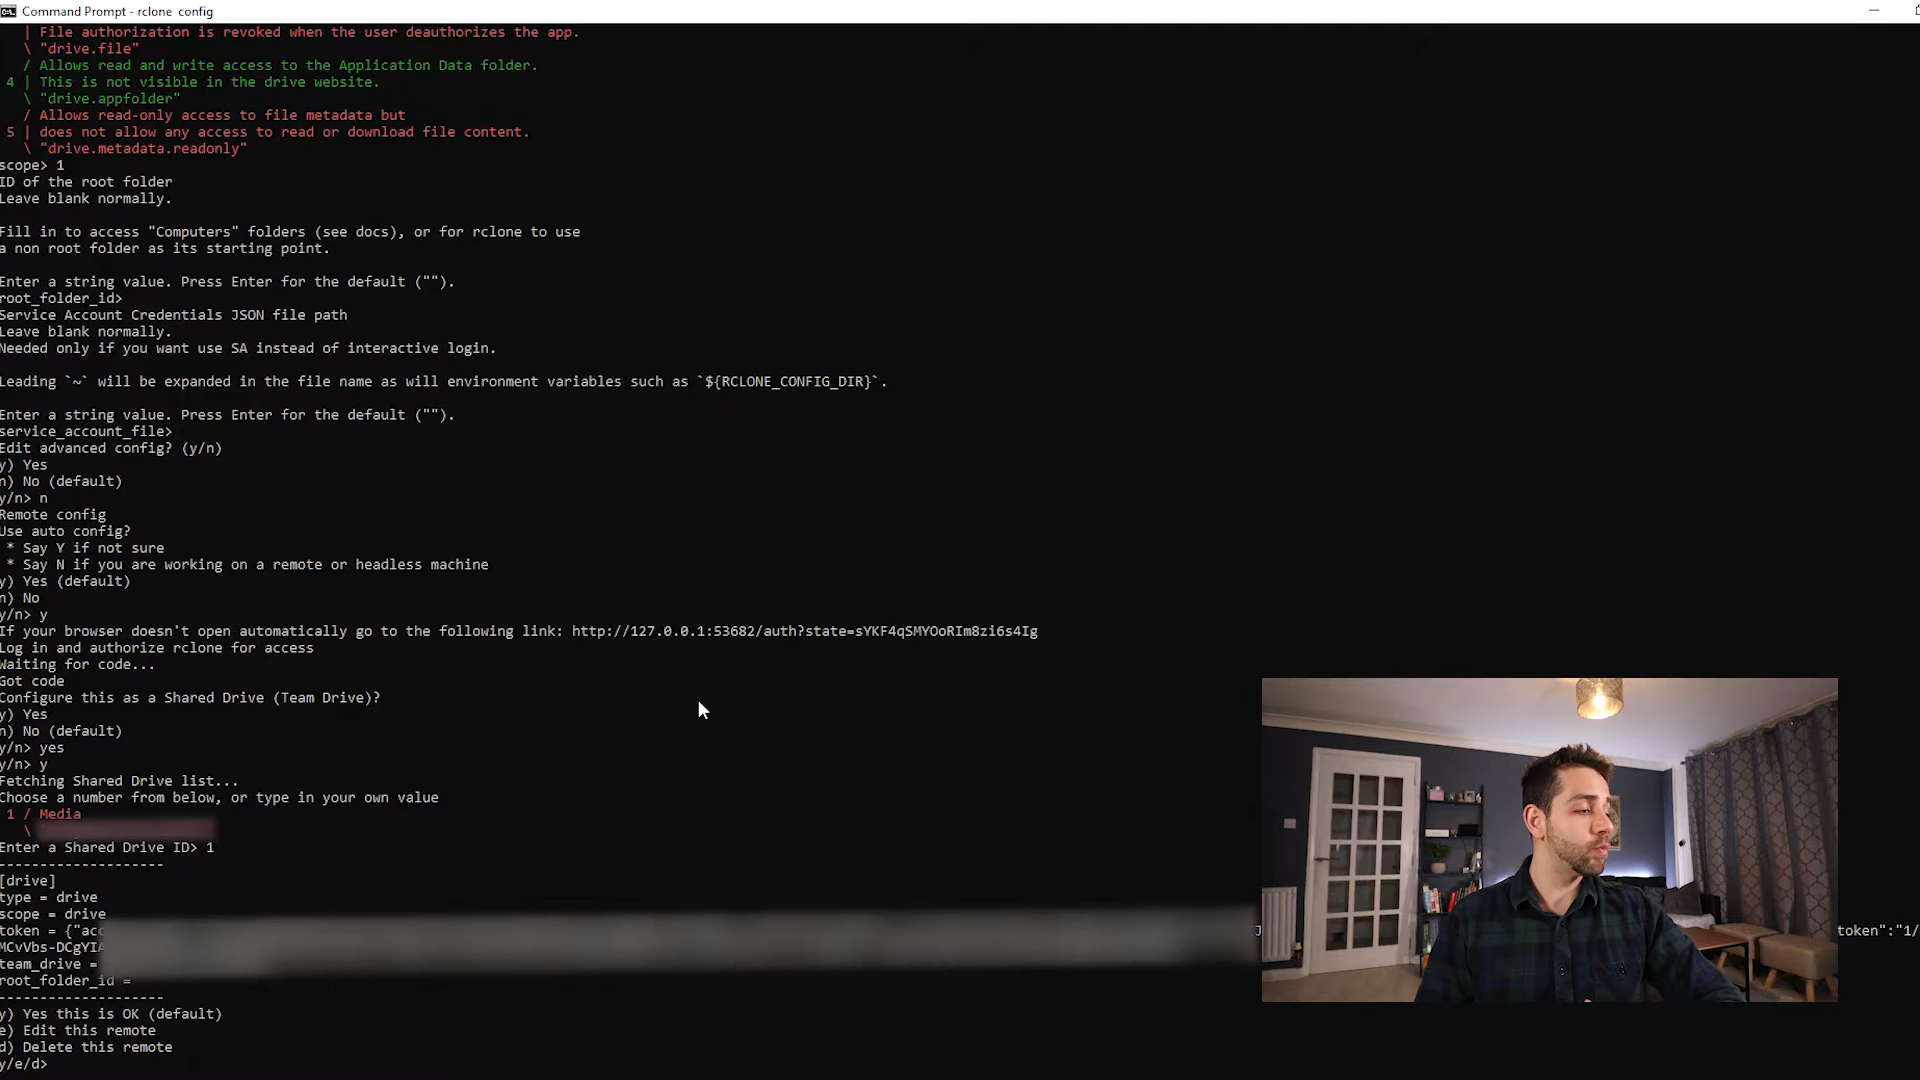 Command Prompt - rclone  config
| File authorization is revoked when the user deauthorizes the app.
\ "drive.file"
/ Allows read and write access to the Application Data folder.
4 | This is not visible in the drive website.
\ "drive.appfolder"
/ Allows read-only access to file metadata but
5 | does not allow any access to read or download file content.
\ "drive.metadata.readonly"
scope> 1
ID of the root folder
Leave blank normally.
Fill in to access "Computers" folders (see docs), or for rclone to use
a non root folder as its starting point.
Enter a string value. Press Enter for the default ("").
root_folder_id>
Service Account Credentials JSON file path
Leave blank normally.
Needed only if you want use SA instead of interactive login.
Leading `~` will be expanded in the file name as will environment variables such as `${RCLONE_CONFIG_DIR}`.
Enter a string value. Press Enter for the default ("").
service_account_file>
Edit advanced config? (y/n)
y) Yes
n) No (default)
y/n> n
Remote config
Use auto config?
* Say Y if not sure
* Say N if you are working on a remote or headless machine
y) Yes (default)
n) No
y/n> y
If your browser doesn't open automatically go to the following link: http://127.0.0.1:53682/auth?state=sYKF4qSMYOoRIm8zi6s4Ig
Log in and authorize rclone for access
Waiting for code...
Got code
Configure this as a Shared Drive (Team Drive)?
y) Yes
n) No (default)
y/n> yes
y/n> y
Fetching Shared Drive list...
Choose a number from below, or type in your own value
1 / Media
\
Enter a Shared Drive ID> 1
--------------------
[drive]
type = drive
scope = drive
token = {"acc J token":"1/
MCvVbs-DCgYIA
team_drive =
root_folder_id =
--------------------
y) Yes this is OK (default)
e) Edit this remote
d) Delete this remote
y/e/d>